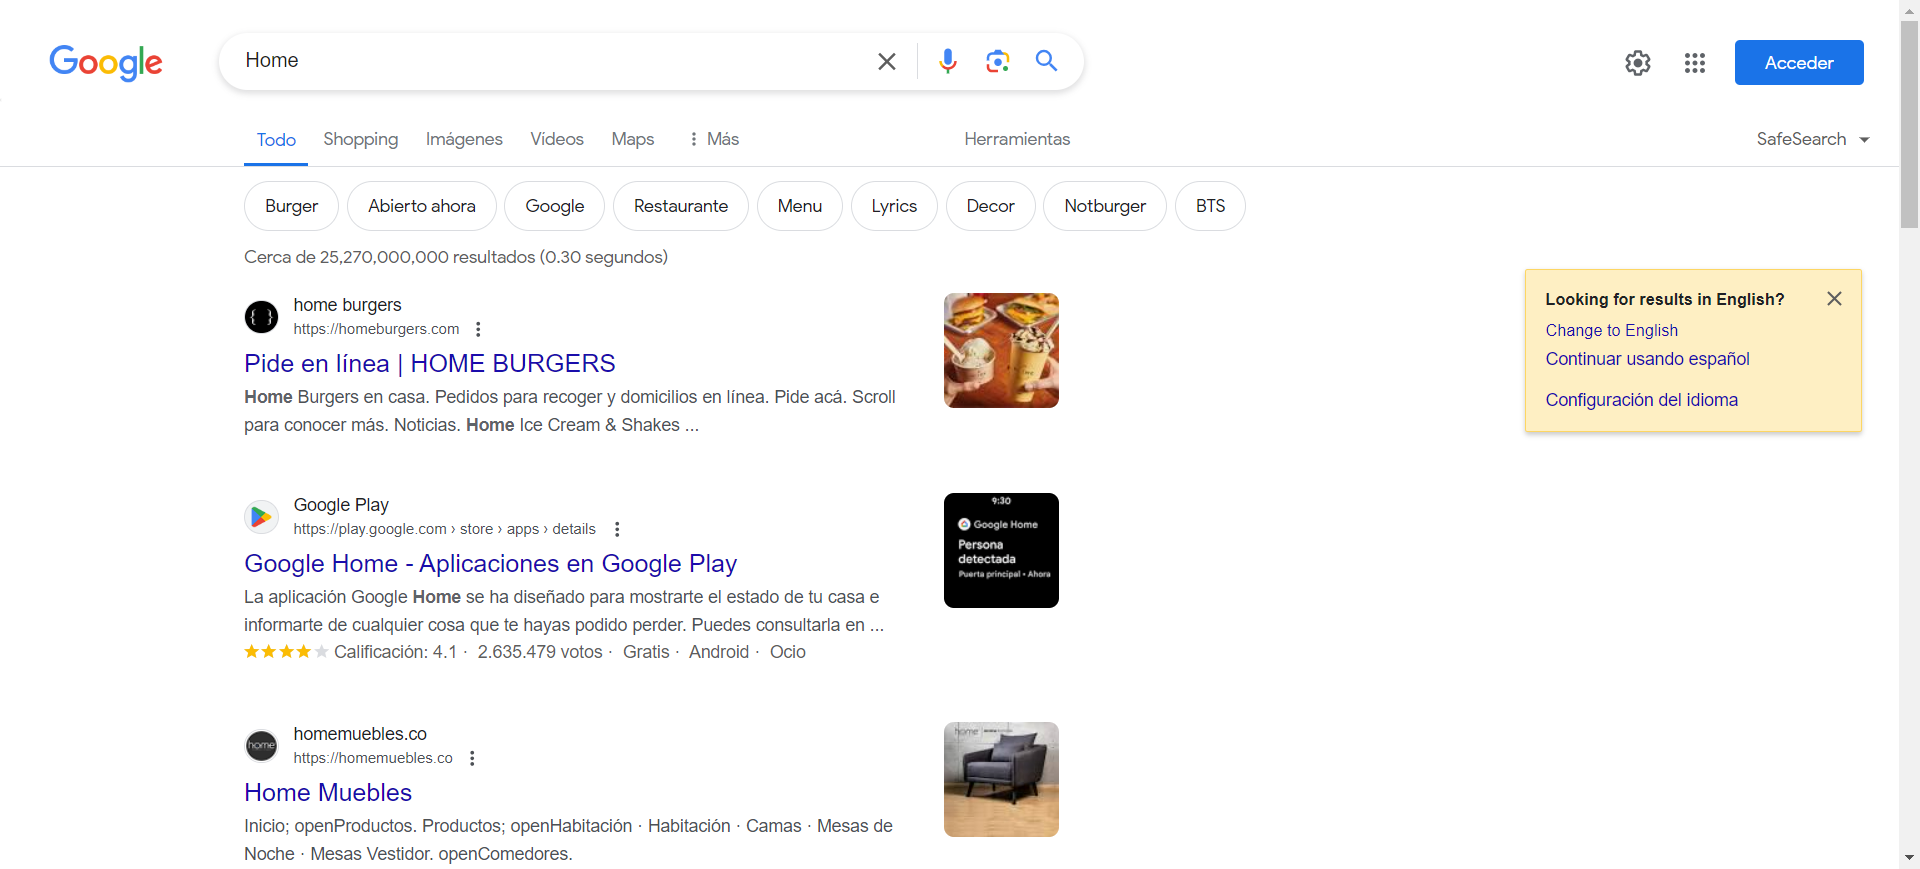 Google
Home
Acceder
Todo
Shopping
Imágenes
Videos
Maps
Más
Herramientas
SafeSearch
Burger
Abierto ahora
Google
Restaurante
Menu
Lyrics
Decor
Notburger
BTS
Cerca de 25,270,000,000 resultados (0.30 segundos)
home burgers
https://homeburgers.com
Pide en línea | HOME BURGERS
Home Burgers en casa. Pedidos para recoger y domicilios en línea. Pide acá. Scroll
para conocer más. Noticias. Home Ice Cream & Shakes ...
Looking for results in English?
Change to English
Continuar usando español
Configuración del idioma
Google Play
https://play.google.com › store › apps › details
Google Home - Aplicaciones en Google Play
La aplicación Google Home se ha diseñado para mostrarte el estado de tu casa e
informarte de cualquier cosa que te hayas podido perder. Puedes consultarla en ...
Calificación: 4.1 · 2.635.479 votos · Gratis · Android · Ocio
9:30
Google Home
Persona
detectada
Puerta principal • Ahora
home
homemuebles.co
https://homemuebles.co
Home Muebles
Inicio; openProductos. Productos; openHabitación · Habitación · Camas · Mesas de
Noche · Mesas Vestidor. openComedores.
home